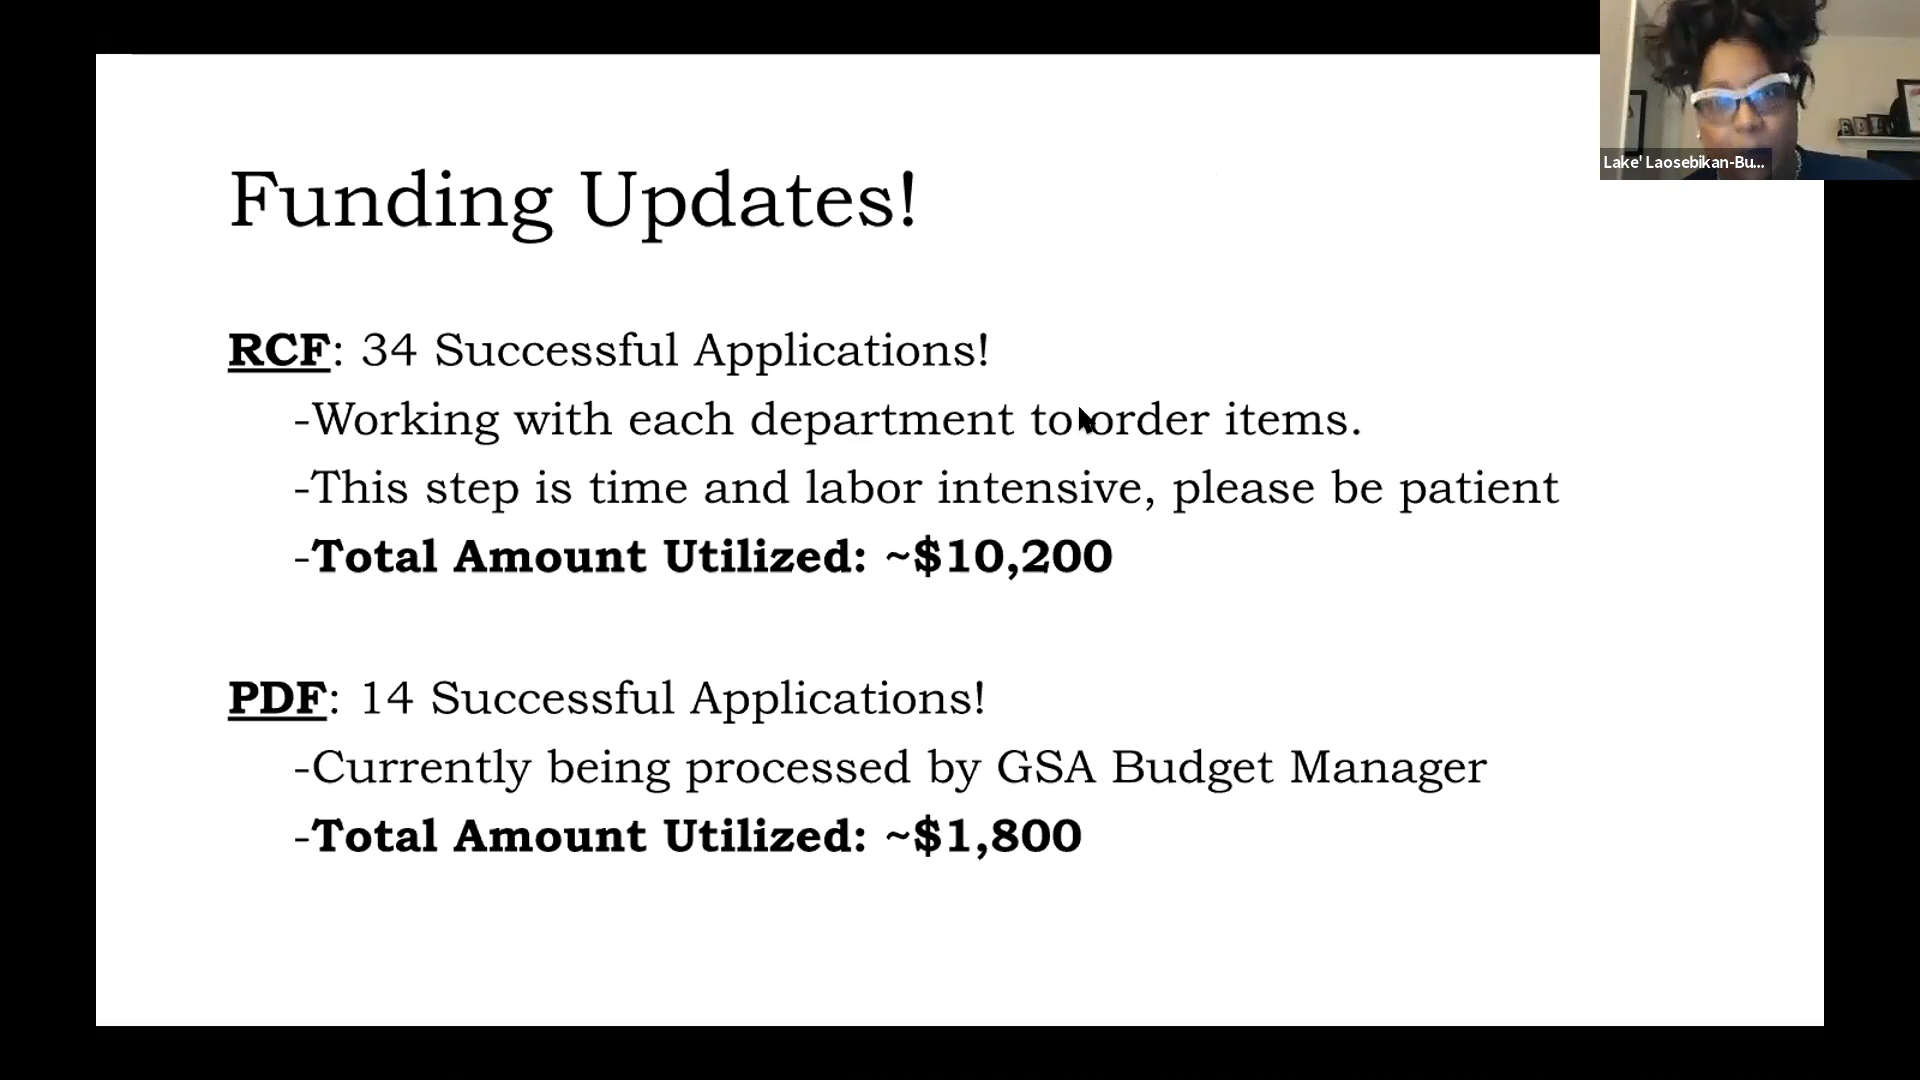 Funding Updates!
RCF: 34 Successful Applications!
-Working with each department to order items.
-This step is time and labor intensive, please be patient
-Total Amount Utilized: ~$10,200
PDF: 14 Successful Applications!
-Currently being processed by GSA Budget Manager
-Total Amount Utilized: ~$1,800
Lake' Laosebikan-Bu...